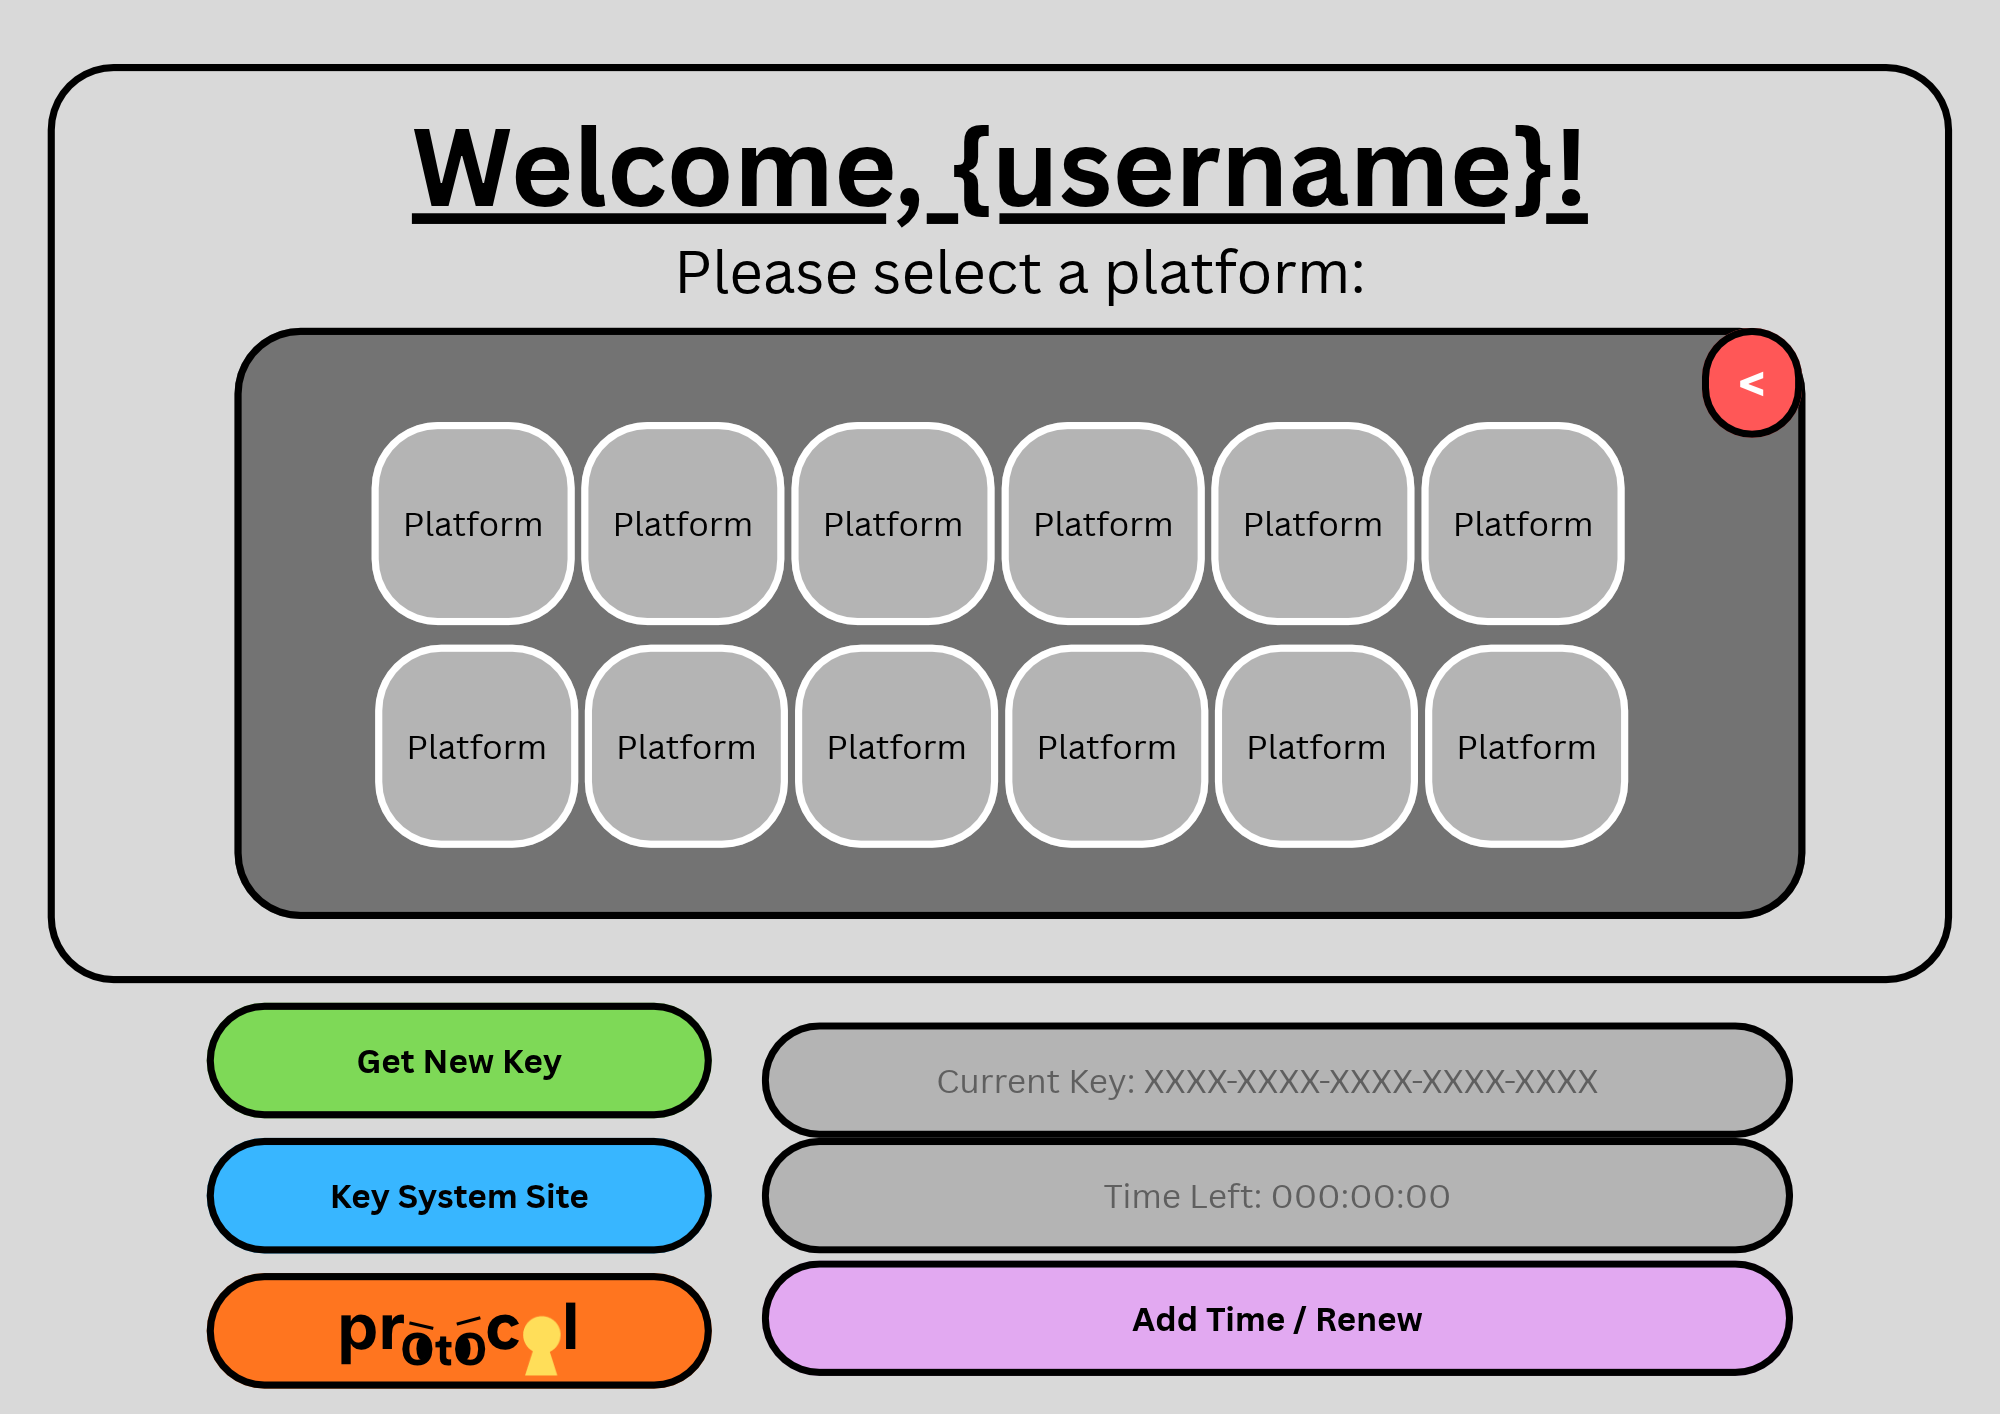 Welcome, {username}!
Please select a platform:
<
Platform Platform Platform Platform Platform Platform
Platform Platform Platform Platform Platform Platform
Get New Key
Current Key: XXXX-XXXX-XXXX-XXXX-XXXX
Key System Site
Time Left: 000:00:00
protocol
Add Time / Renew